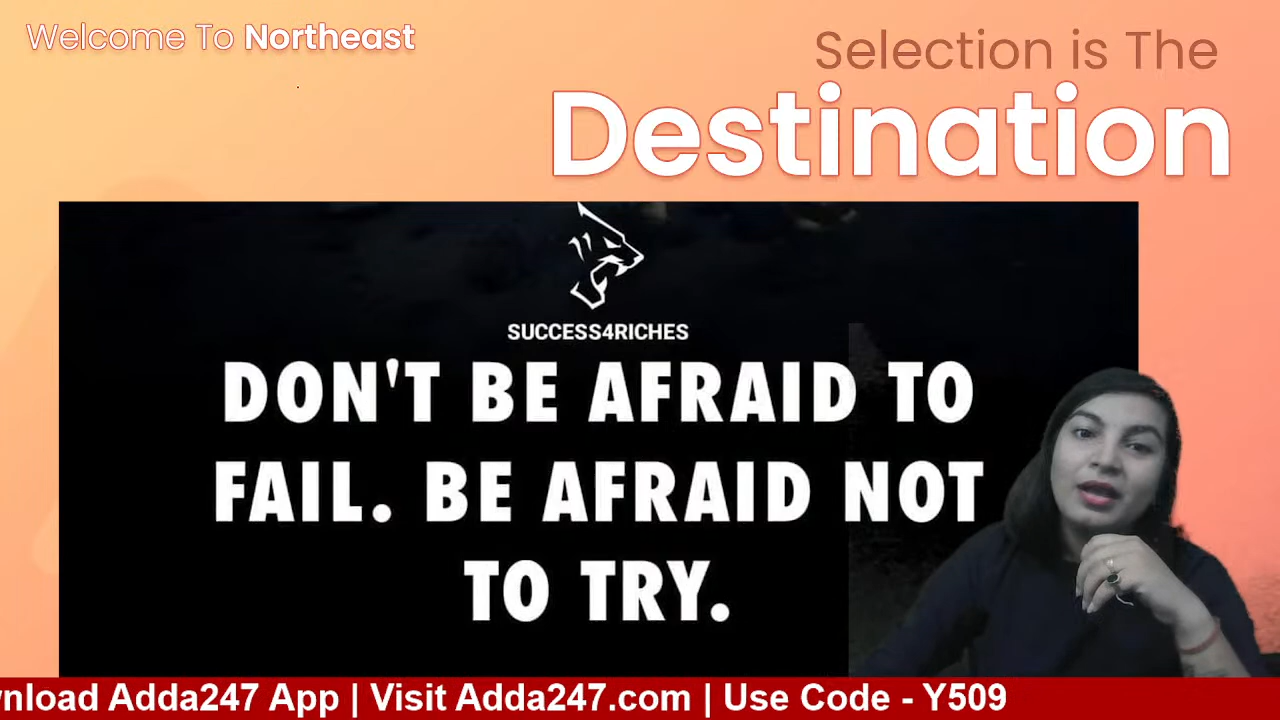 Welcome To Northeast
Selection is The
Destination
SUCCESS4RICHES
DON'T BE AFRAID TO
FAIL. BE AFRAID NOT
TO TRY.
wnload Adda247 App | Visit Adda247.com | Use Code - Y509